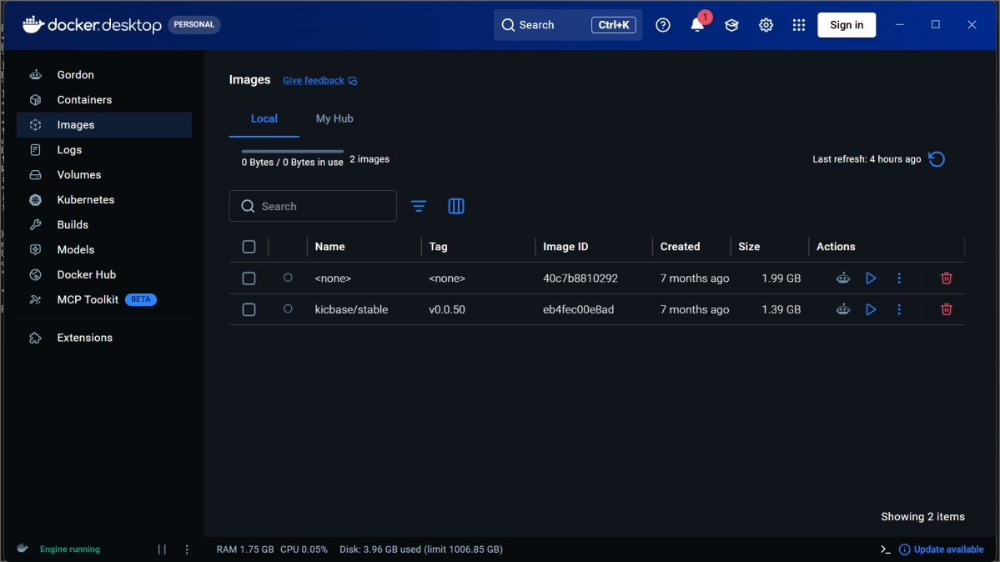 docker.desktop PERSONAL Search Ctrl+K 1 Sign in
Gordon
Containers
Images
Logs
Volumes
Kubernetes
Builds
Models
Docker Hub
MCP Toolkit BETA
Extensions
Images Give feedback
Local My Hub
0 Bytes / 0 Bytes in use 2 images Last refresh: 4 hours ago
Search
Name Tag Image ID Created Size Actions
<none> <none> 40c7b8810292 7 months ago 1.99 GB
kicbase/stable v0.0.50 eb4fec00e8ad 7 months ago 1.39 GB
Showing 2 items
Engine running RAM 1.75 GB CPU 0.05% Disk: 3.96 GB used (limit 1006.85 GB) Update available